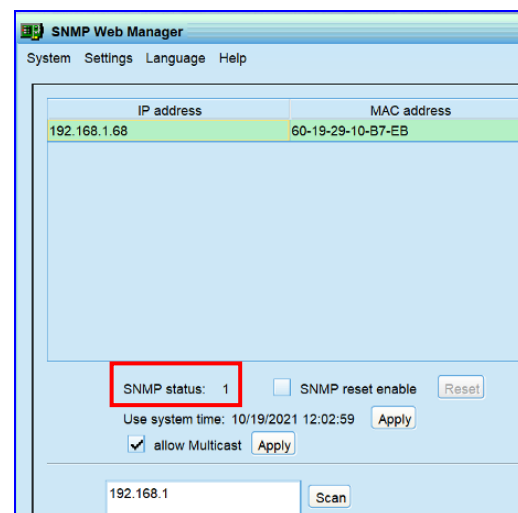 SNMP Web Manager
System Settings Language Help
IP address MAC address
192.168.1.68 60-19-29-10-B7-EB
SNMP status: 1 SNMP reset enable Reset
Use system time: 10/19/2021 12:02:59 Apply
allow Multicast Apply
192.168.1 Scan